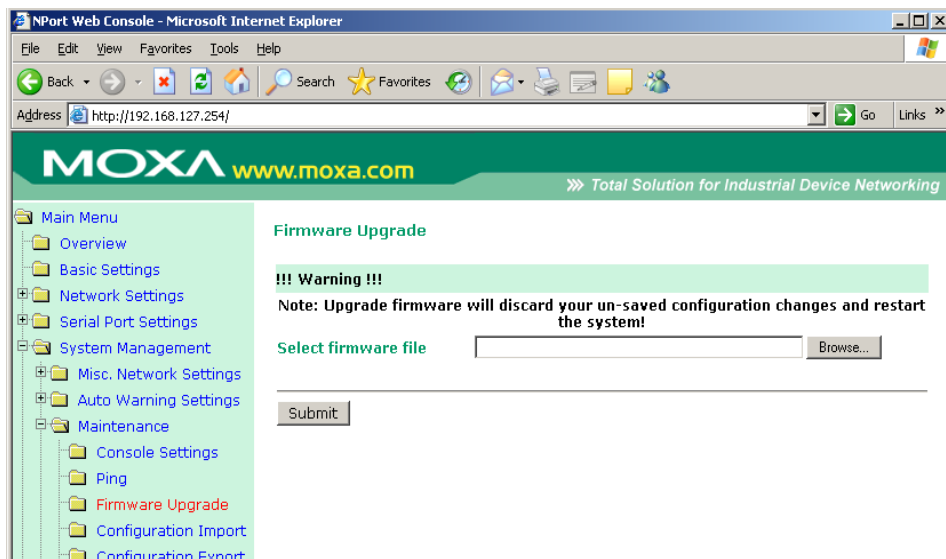 NPort Web Console - Microsoft Internet Explorer
File Edit View Favorites Tools Help
Back Search Favorites
Address http://192.168.127.254/ Go Links »
MOXA www.moxa.com
Total Solution for Industrial Device Networking
Main Menu
Overview
Basic Settings
Network Settings
Serial Port Settings
System Management
Misc. Network Settings
Auto Warning Settings
Maintenance
Console Settings
Ping
Firmware Upgrade
Configuration Import
Configuration Export
Firmware Upgrade
!!! Warning !!!
Note: Upgrade firmware will discard your un-saved configuration changes and restart
the system!
Select firmware file Browse...
Submit